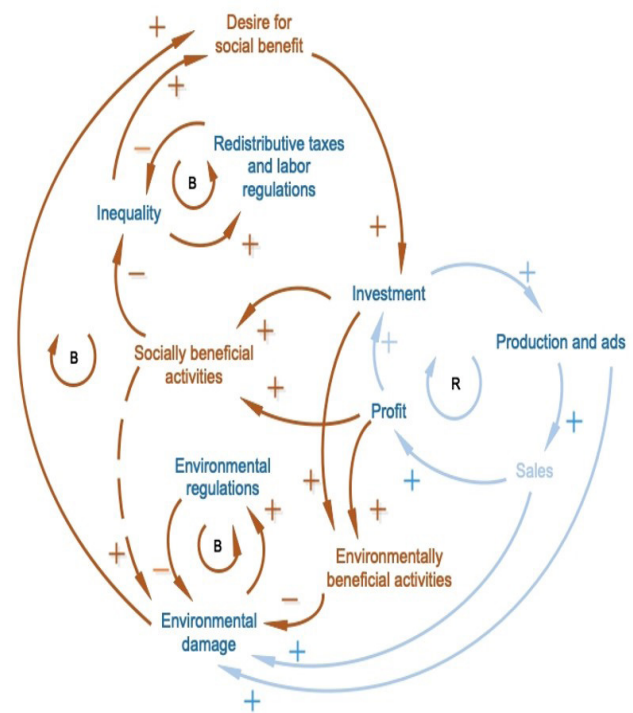 Desire for
social benefit
+
+
Redistributive taxes
and labor
regulations
−
B
Inequality
+
+
−
Investment
+
Production and ads
+
+
B
Socially beneficial
activities
R
+
Profit
+
Sales
Environmental
regulations
+
+
+
+
B
Environmentally
beneficial activities
+
−
−
Environmental
damage
+
+